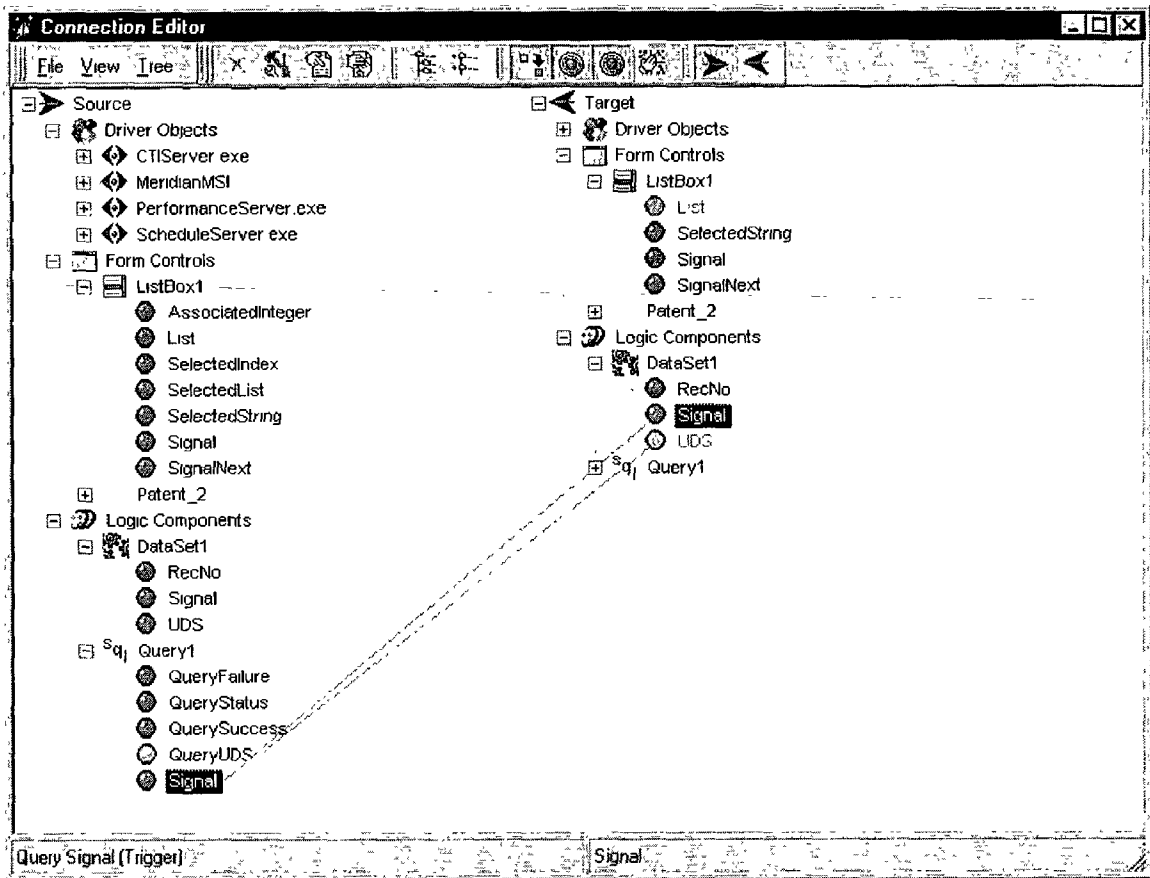 Connection Editor
File View Tree
Source
Driver Objects
CTIServer exe
MeridianMSI
PerformanceServer.exe
ScheduleServer exe
Form Controls
ListBox1
AssociatedInteger
List
SelectedIndex
SelectedList
SelectedString
Signal
SignalNext
Patent_2
Logic Components
DataSet1
RecNo
Signal
UDS
Sql Query1
QueryFailure
QueryStatus
QuerySuccess
QueryUDS
Signal
Target
Driver Objects
Form Controls
ListBox1
List
SelectedString
Signal
SignalNext
Patent_2
Logic Components
DataSet1
RecNo
Signal
UDS
Sql Query1
Query Signal (Trigger)
Signal